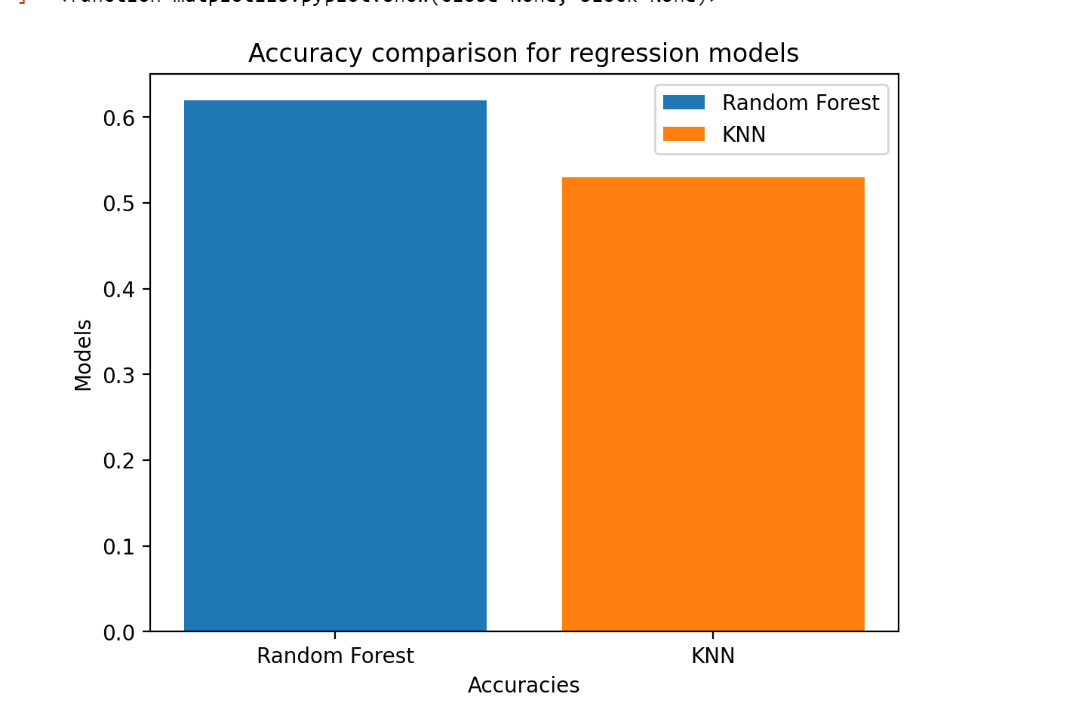 Accuracy comparison for regression models
Random Forest
KNN
0.6
0.5
0.4
0.3
0.2
0.1
0.0
Models
Random Forest KNN
Accuracies